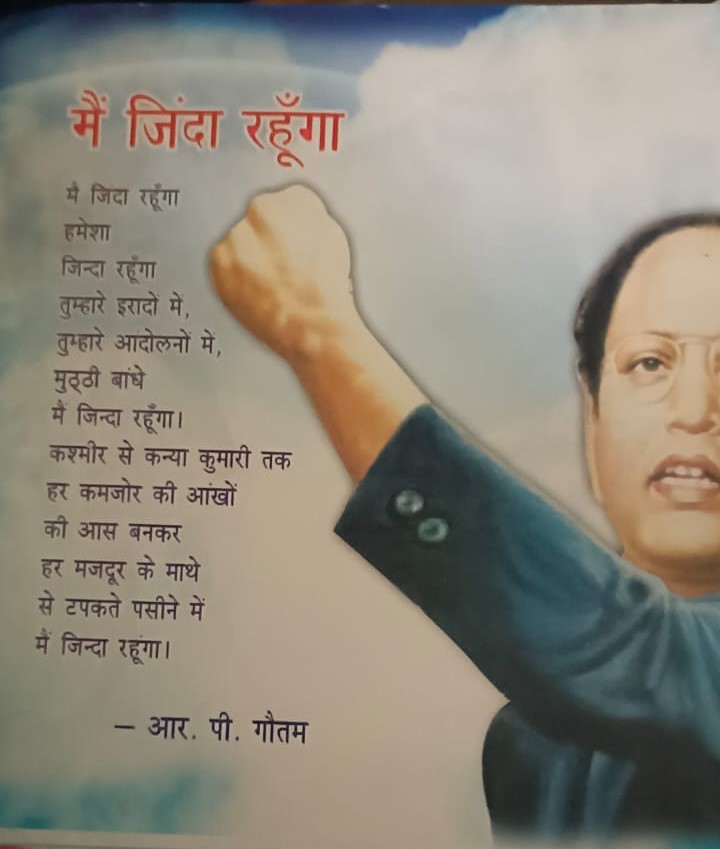 मैं जिंदा रहूँगा
मै जिदा रहूँगा
हमेशा
जिन्दा रहूँगा
तुम्हारे इरादो में,
तुम्हारे आंदोलनों में,
मुठ्ठी बांधे
मैं जिन्दा रहूँगा।
कश्मीर से कन्या कुमारी तक
हर कमजोर की आंखों
की आस बनकर
हर मजदूर के माथे
से टपकते पसीने में
मैं जिन्दा रहूंगा।
– आर. पी. गौतम